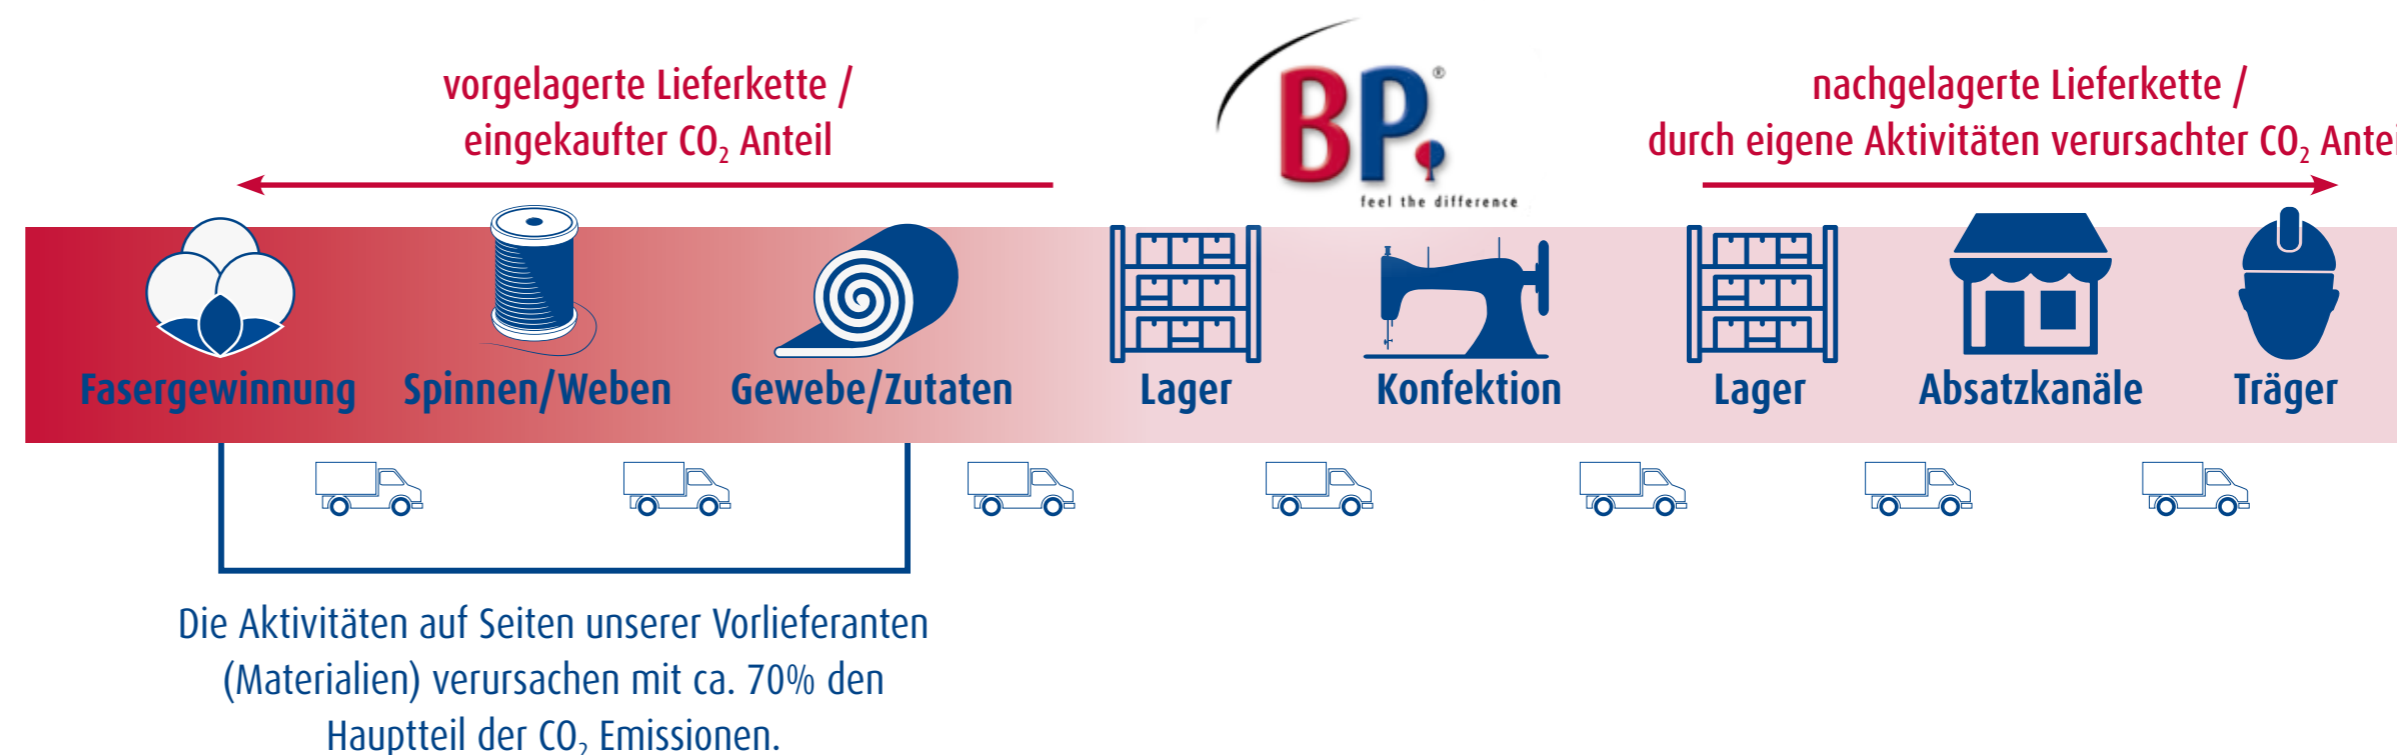 vorgelagerte Lieferkette /
eingekaufter CO₂ Anteil
BP®
feel the difference
nachgelagerte Lieferkette /
durch eigene Aktivitäten verursachter CO₂ Antei
Fasergewinnung
Spinnen/Weben
Gewebe/Zutaten
Lager
Konfektion
Lager
Absatzkanäle
Träger
Die Aktivitäten auf Seiten unserer Vorlieferanten
(Materialien) verursachen mit ca. 70% den
Hauptteil der CO₂ Emissionen.